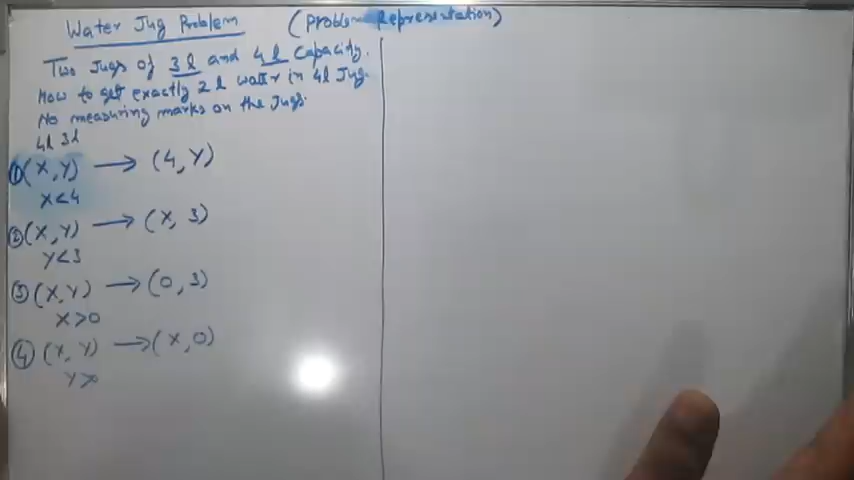 Water Jug Problem (Problem Representation)
Two Jugs of 3 l and 4 l Capacity.
How to get exactly 2 l water in 4l Jug.
No measuring marks on the Jugs.
4l 3l
① (X, Y) → (4, Y)
X<4
② (X, Y) → (X, 3)
Y<3
③ (X, Y) → (0, 3)
X>0
④ (X, Y) → (X, 0)
Y>